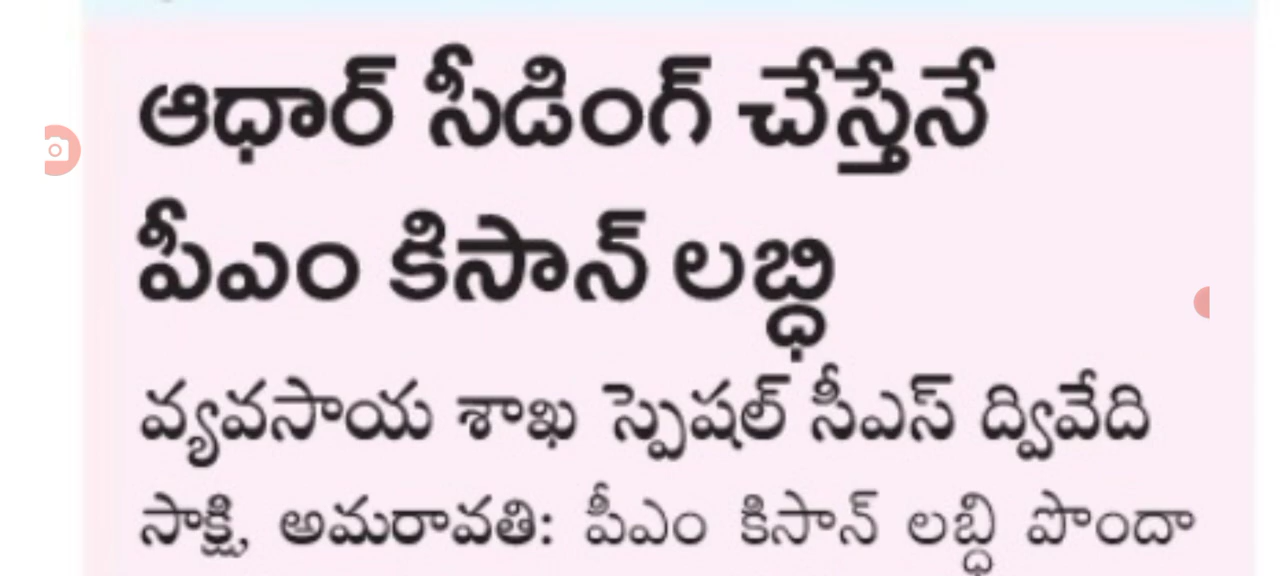 ఆధార్ సీడింగ్ చేస్తేనే
పీఎం కిసాన్ లబ్ధి
వ్యవసాయ శాఖ స్పెషల్ సీఎస్ ద్వివేది
సాక్షి, అమరావతి: పీఎం కిసాన్ లబ్ధి పొందా